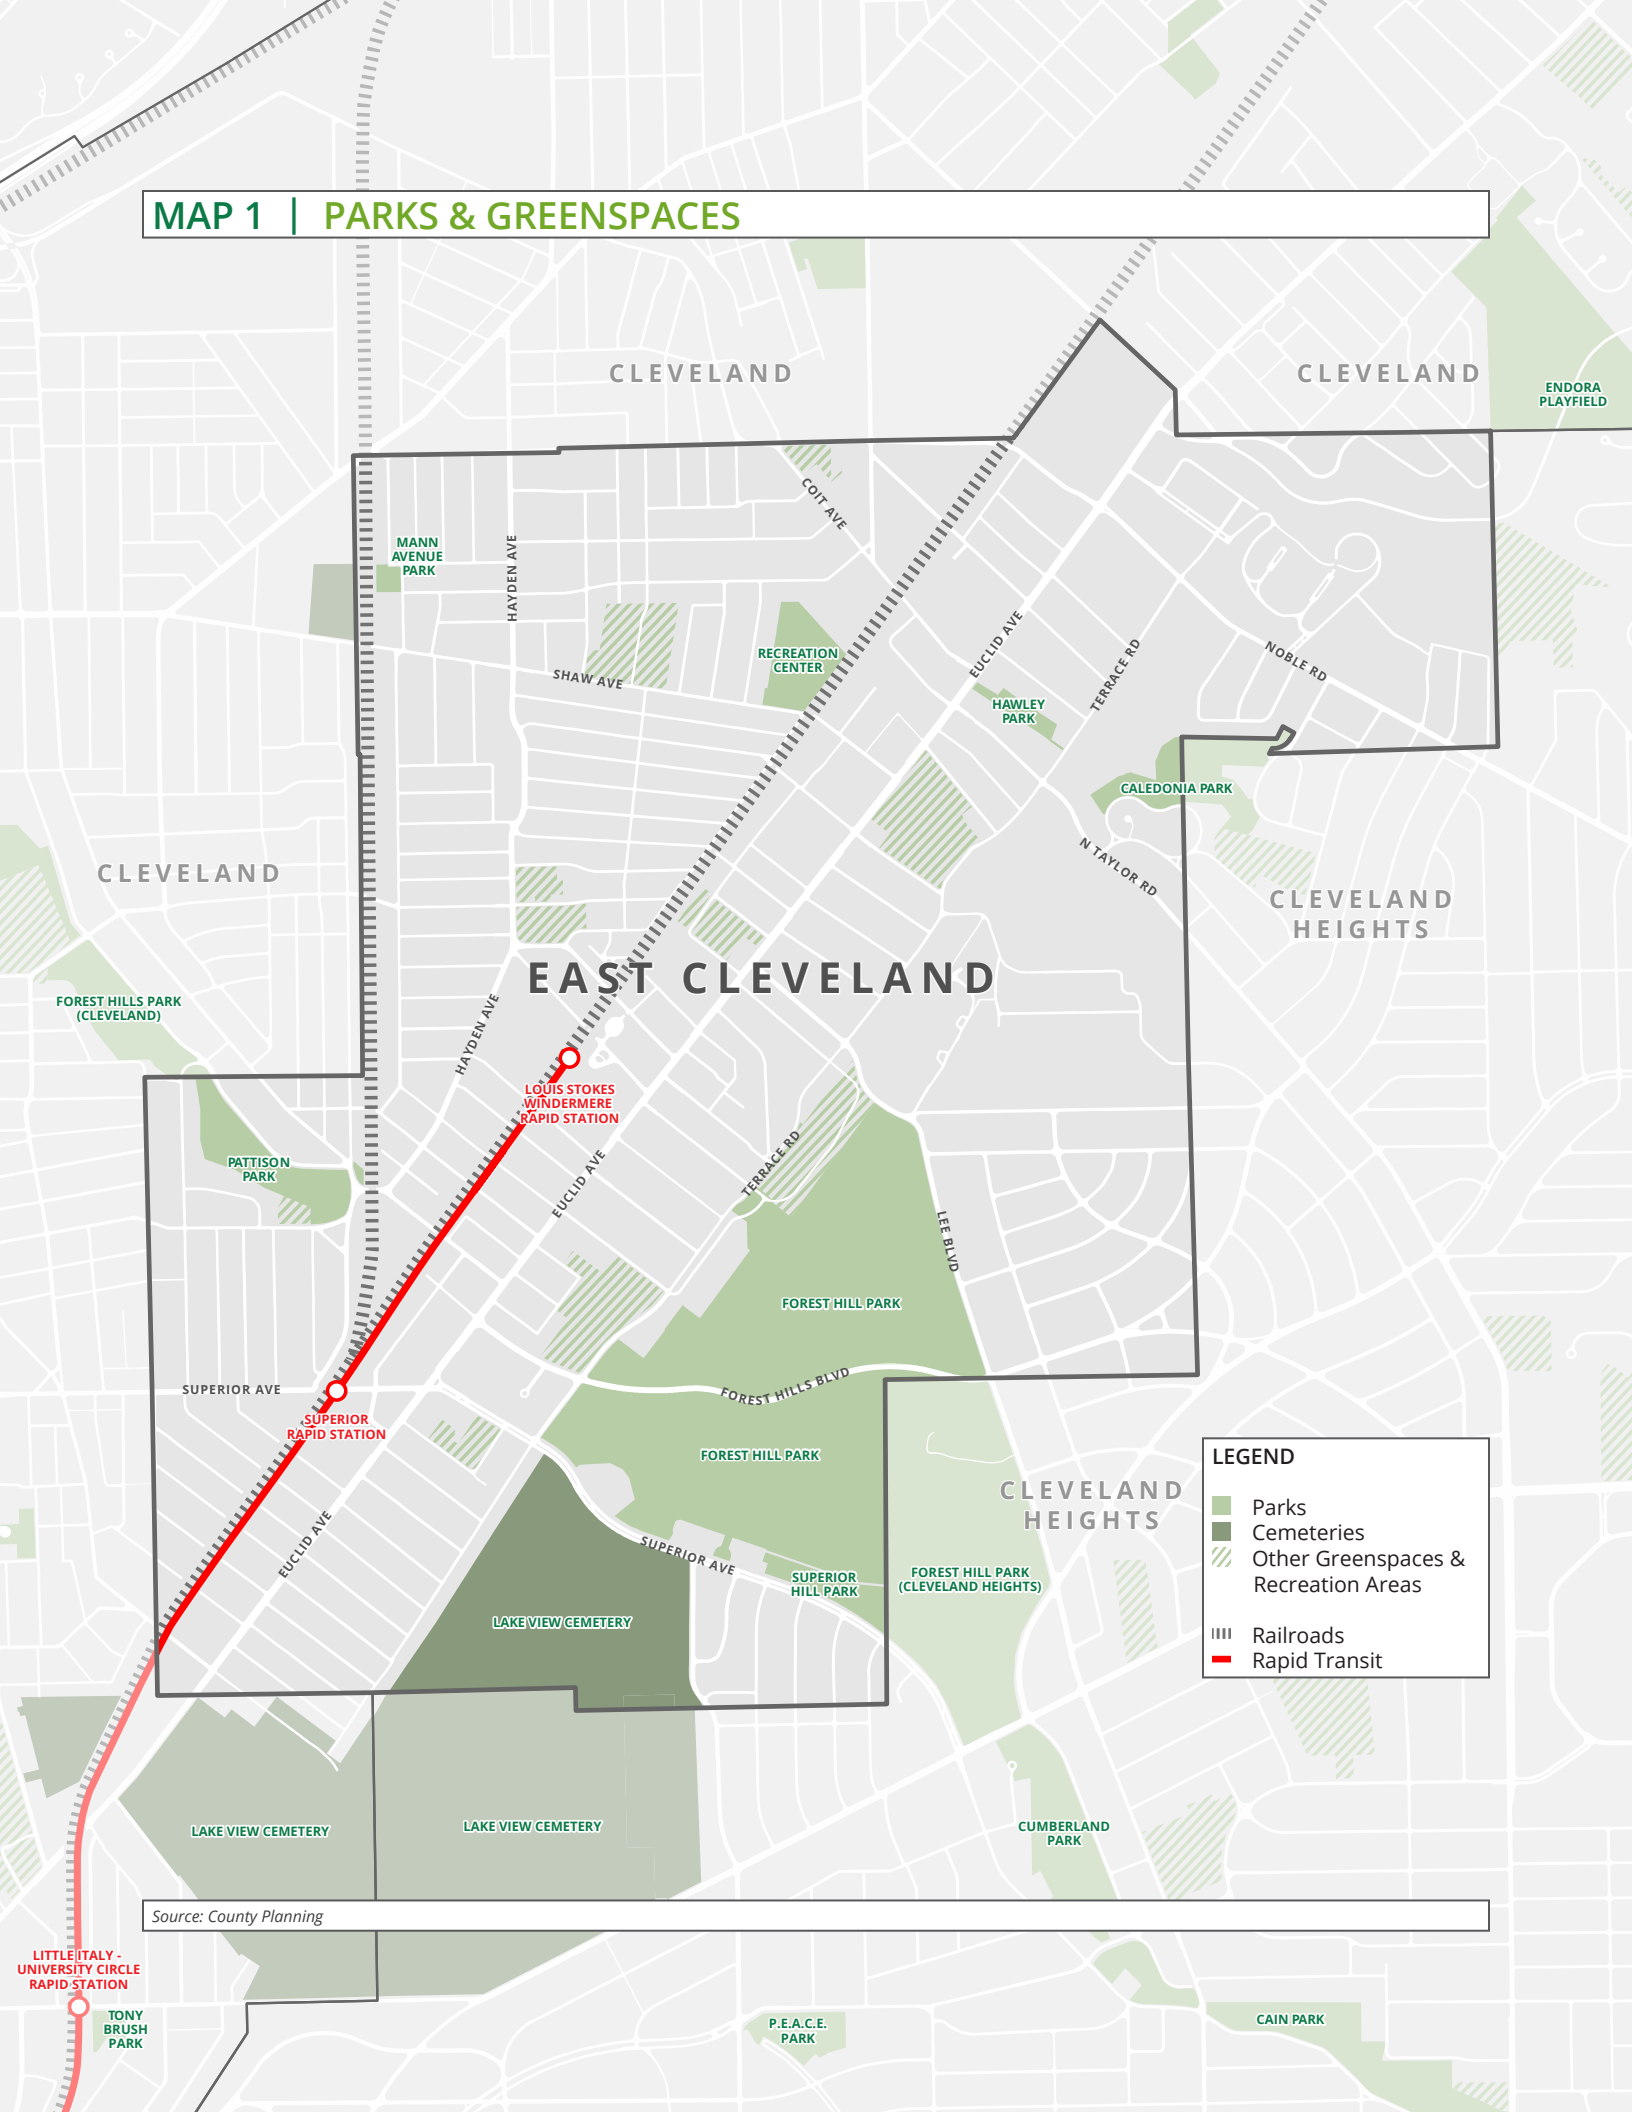 MAP 1 | PARKS & GREENSPACES
CLEVELAND
CLEVELAND
ENDORA
PLAYFIELD
COIT AVE
MANN
AVENUE
PARK
HAYDEN AVE
EUCLID AVE
TERRACE RD
NOBLE RD
RECREATION
CENTER
SHAW AVE
HAWLEY
PARK
CALEDONIA PARK
N TAYLOR RD
CLEVELAND
CLEVELAND
HEIGHTS
EAST CLEVELAND
FOREST HILLS PARK
(CLEVELAND)
HAYDEN AVE
LOUIS STOKES
WINDERMERE
RAPID STATION
PATTISON
PARK
EUCLID AVE
TERRACE RD
LEE BLVD
FOREST HILL PARK
SUPERIOR AVE
FOREST HILLS BLVD
SUPERIOR
RAPID STATION
FOREST HILL PARK
CLEVELAND
HEIGHTS
EUCLID AVE
SUPERIOR AVE
SUPERIOR
HILL PARK
FOREST HILL PARK
(CLEVELAND HEIGHTS)
LAKE VIEW CEMETERY
LEGEND
Parks
Cemeteries
Other Greenspaces &
Recreation Areas
Railroads
Rapid Transit
LAKE VIEW CEMETERY
LAKE VIEW CEMETERY
CUMBERLAND
PARK
Source: County Planning
LITTLE ITALY -
UNIVERSITY CIRCLE
RAPID STATION
TONY
BRUSH
PARK
P.E.A.C.E.
PARK
CAIN PARK